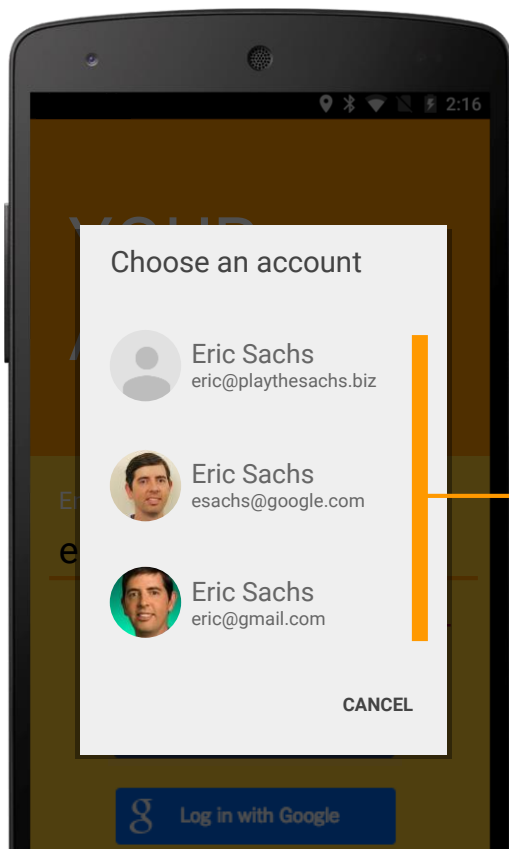 2:16
YOUR
Choose an account
Eric Sachs
eric@playthesachs.biz
Eric Sachs
esachs@google.com
Eric Sachs
eric@gmail.com
CANCEL
g Log in with Google